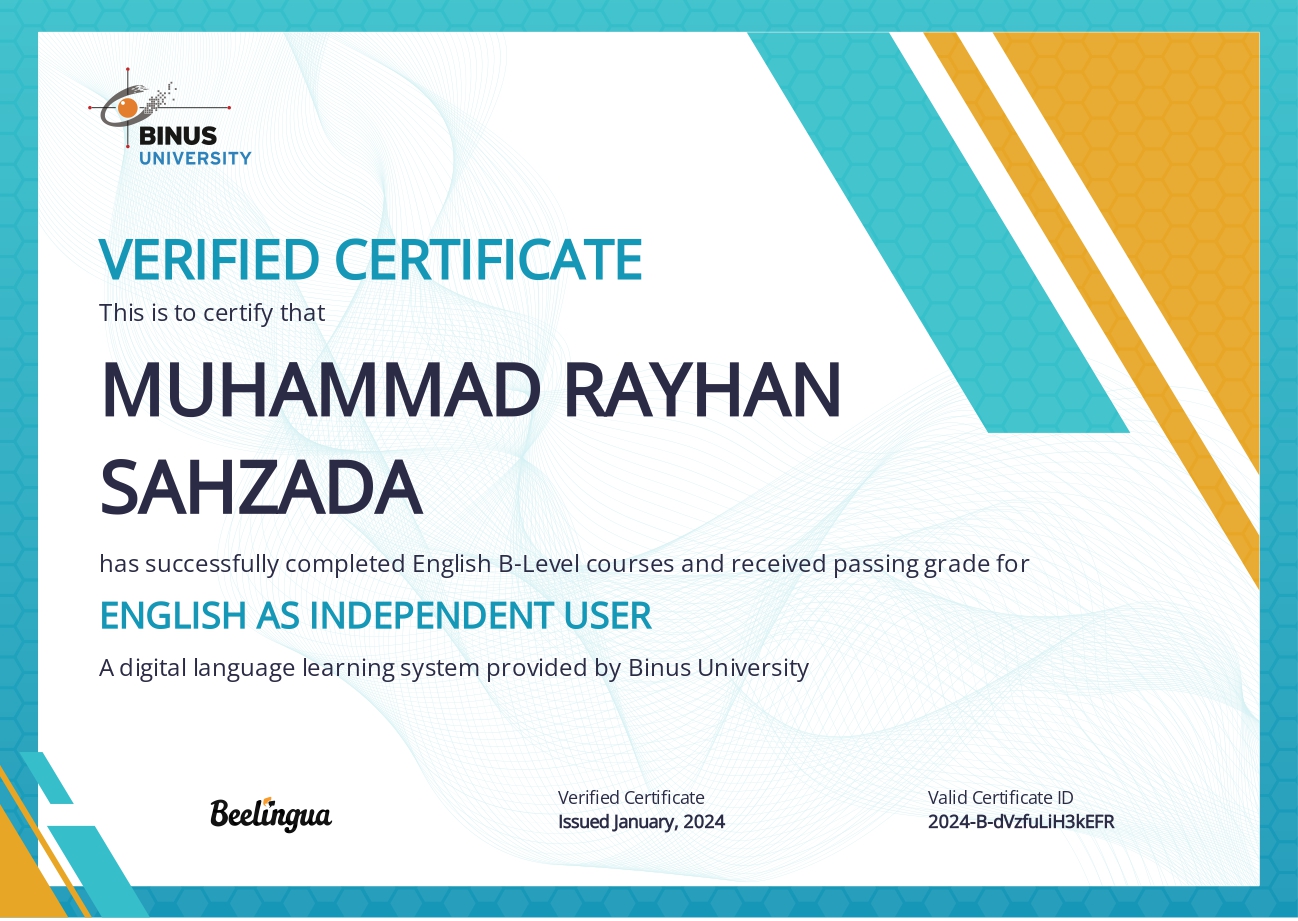 BINUS
UNIVERSITY
VERIFIED CERTIFICATE
This is to certify that
MUHAMMAD RAYHAN
SAHZADA
has successfully completed English B-Level courses and received passing grade for
ENGLISH AS INDEPENDENT USER
A digital language learning system provided by Binus University
Beelingua
Verified Certificate
Issued January, 2024
Valid Certificate ID
2024-B-dVzfuLiH3kEFR